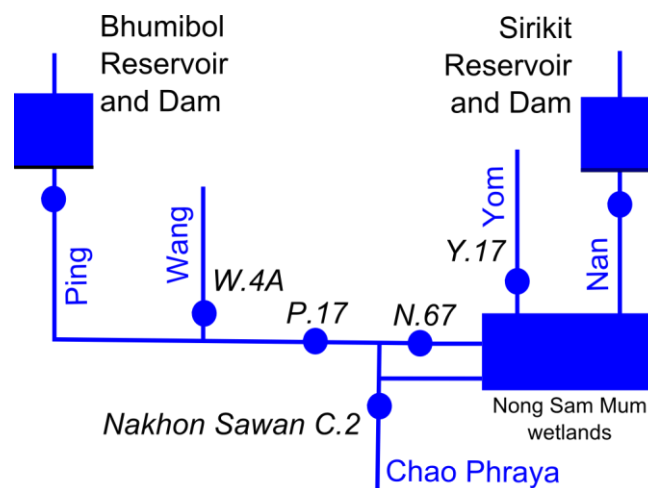 Bhumibol
Reservoir
and Dam
Sirikit
Reservoir
and Dam
Ping
Wang
W.4A
P.17
N.67
Yom
Y.17
Nan
Nong Sam Mum
wetlands
Nakhon Sawan C.2
Chao Phraya